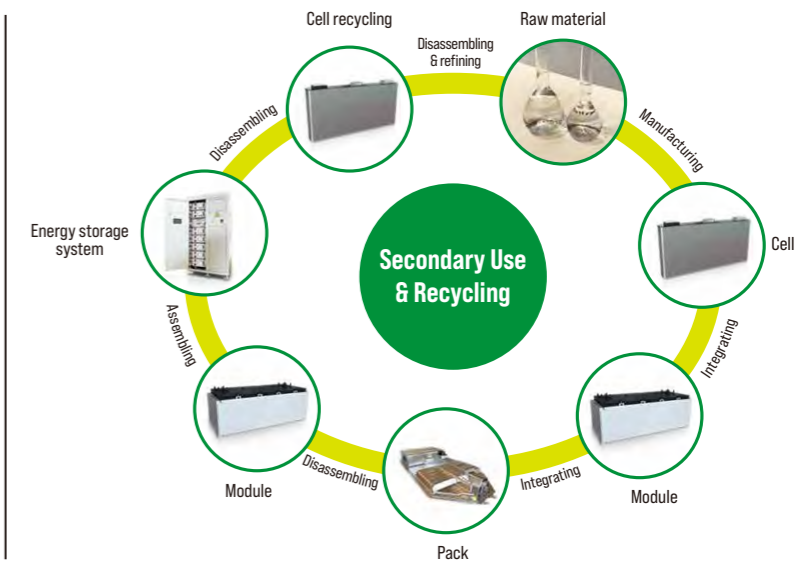 Cell recycling
Raw material
Disassembling
& refining
Disassembling
Manufacturing
Energy storage
system
Secondary Use
& Recycling
Cell
Assembling
Integrating
Module
Disassembling
Integrating
Module
Pack